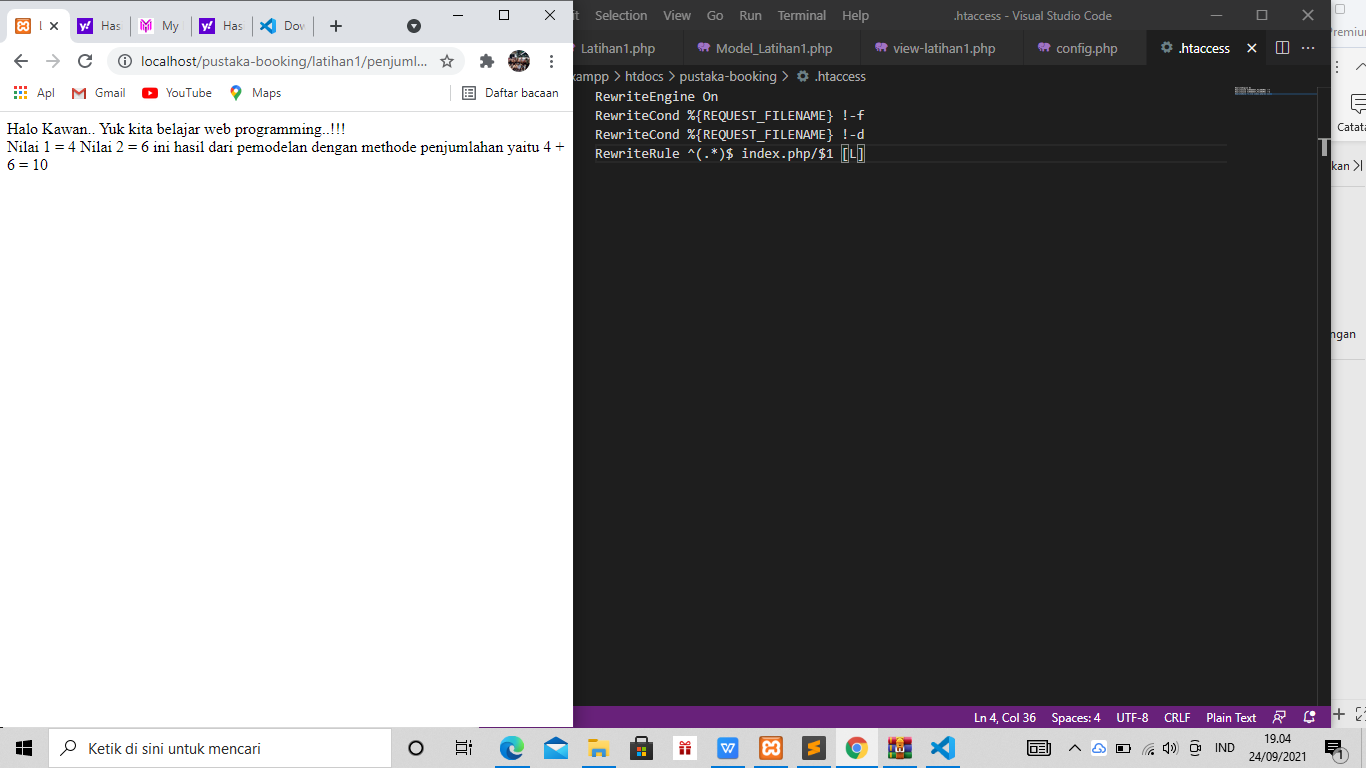 L
Has
My
Has
Dov
localhost/pustaka-booking/latihan1/penjuml...
Apl
Gmail
YouTube
Maps
Daftar bacaan
Halo Kawan.. Yuk kita belajar web programming..!!!
Nilai 1 = 4 Nilai 2 = 6 ini hasil dari pemodelan dengan methode penjumlahan yaitu 4 +
6 = 10
it Selection View Go Run Terminal Help
.htaccess - Visual Studio Code
Latihan1.php
Model_Latihan1.php
view-latihan1.php
config.php
.htaccess
xampp > htdocs > pustaka-booking > .htaccess
RewriteEngine On
RewriteCond %{REQUEST_FILENAME} !-f
RewriteCond %{REQUEST_FILENAME} !-d
RewriteRule ^(.*)$ index.php/$1 [L]
Ln 4, Col 36
Spaces: 4
UTF-8
CRLF
Plain Text
remium
Catata
kan
ngan
Ketik di sini untuk mencari
IND
19.04
24/09/2021
1